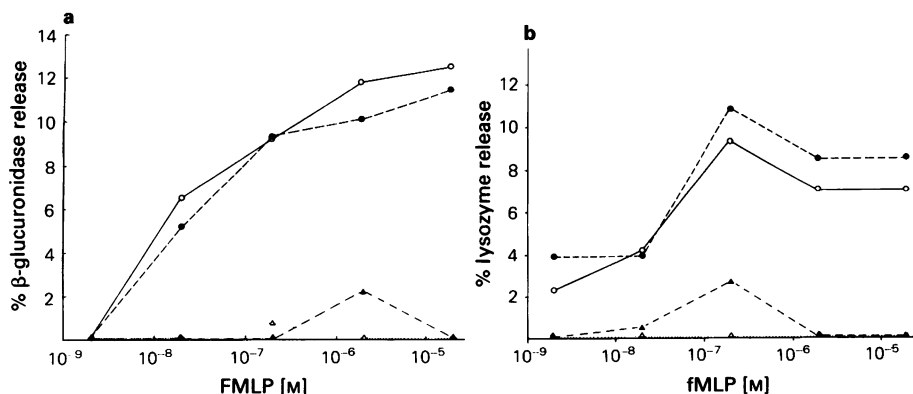 a
14
12
10
8
6
4
2
% β-glucuronidase release
10⁻⁹ 10⁻⁸ 10⁻⁷ 10⁻⁶ 10⁻⁵
FMLP [M]
b
12
10
8
6
4
2
% lysozyme release
10⁻⁹ 10⁻⁸ 10⁻⁷ 10⁻⁶ 10⁻⁵
fMLP [M]